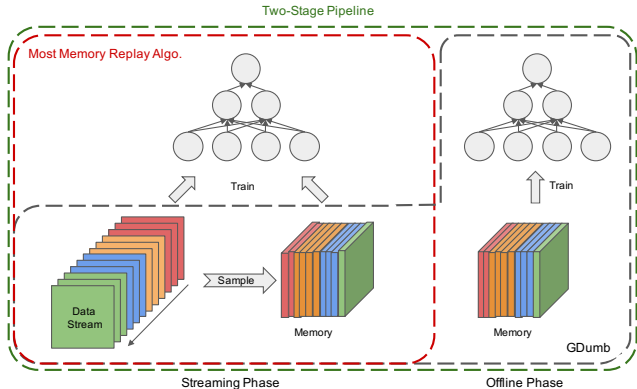 Two-Stage Pipeline
Most Memory Replay Algo.
Train
Train
Data
Stream
Sample
Memory
Memory
GDumb
Streaming Phase
Offline Phase